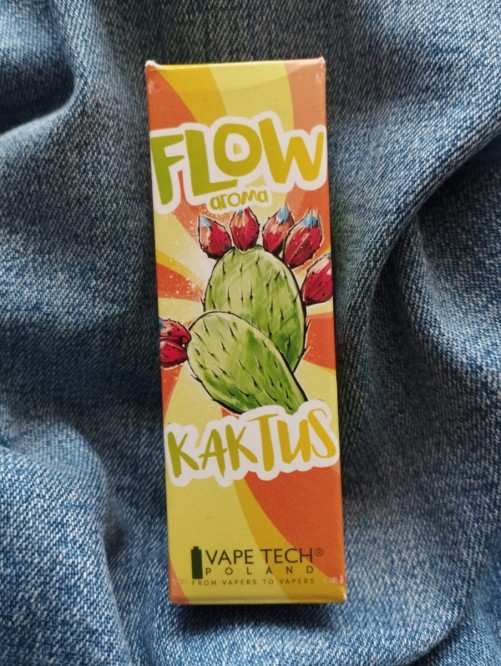 FLOW
aroma
KAKTUS
VAPE TECH®
POLAND
FROM VAPERS TO VAPERS